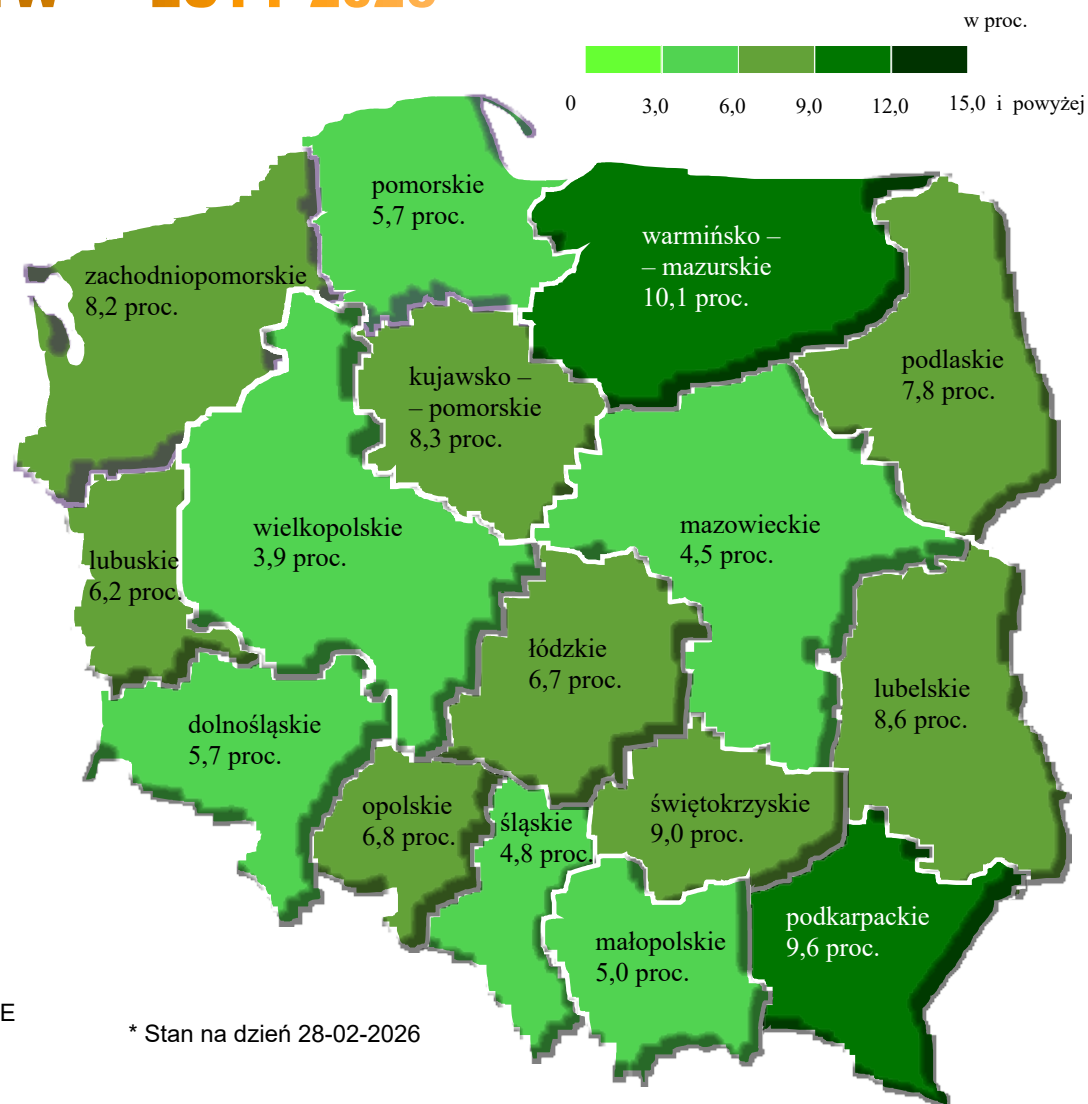 LUTY 2026
w proc.
0 3,0 6,0 9,0 12,0 15,0 i powyżej
pomorskie
5,7 proc.
warmińsko –
– mazurskie
10,1 proc.
zachodniopomorskie
8,2 proc.
podlaskie
7,8 proc.
kujawsko –
– pomorskie
8,3 proc.
wielkopolskie
3,9 proc.
mazowieckie
4,5 proc.
lubuskie
6,2 proc.
łódzkie
6,7 proc.
lubelskie
8,6 proc.
dolnośląskie
5,7 proc.
opolskie
6,8 proc.
śląskie
4,8 proc.
świętokrzyskie
9,0 proc.
podkarpackie
9,6 proc.
małopolskie
5,0 proc.
E
* Stan na dzień 28-02-2026